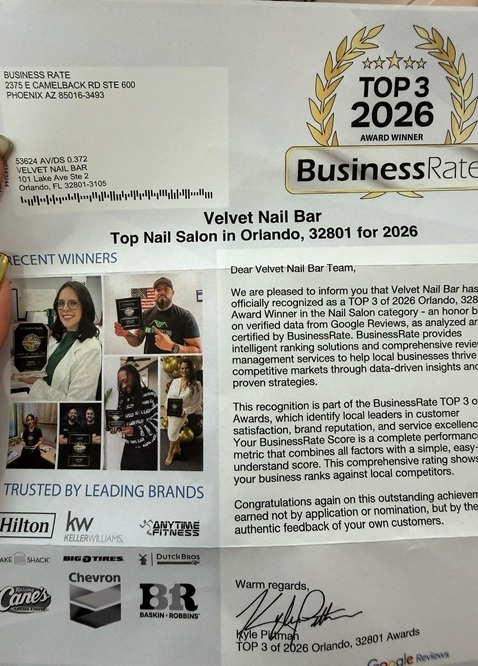 BUSINESS RATE
2375 E CAMELBACK RD STE 600
PHOENIX AZ 85016-3493
TOP 3
2026
AWARD WINNER
BusinessRate
53624 AV/DS 0.372
VELVET NAIL BAR
101 Lake Ave Ste 2
Orlando, FL 32801-3105
Velvet Nail Bar
Top Nail Salon in Orlando, 32801 for 2026
RECENT WINNERS
TRUSTED BY LEADING BRANDS
Hilton
kw
KELLERWILLIAMS.
ANYTIME
FITNESS
SHACK
BIG O TIRES
DUTCH BROS
Raising
Cane's
CHICKEN FINGERS
Chevron
BR
BASKIN-ROBBINS
Dear Velvet Nail Bar Team,
We are pleased to inform you that Velvet Nail Bar has
officially recognized as a TOP 3 of 2026 Orlando, 328
Award Winner in the Nail Salon category - an honor b
on verified data from Google Reviews, as analyzed an
certified by BusinessRate. BusinessRate provides
intelligent ranking solutions and comprehensive revie
management services to help local businesses thrive
competitive markets through data-driven insights and
proven strategies.
This recognition is part of the BusinessRate TOP 3 o
Awards, which identify local leaders in customer
satisfaction, brand reputation, and service excellenc
Your BusinessRate Score is a complete performanc
metric that combines all factors with a simple, easy-
understand score. This comprehensive rating shows
your business ranks against local competitors.
Congratulations again on this outstanding achievem
earned not by application or nomination, but by the
authentic feedback of your own customers.
Warm regards,
Kyle Pittman
TOP 3 of 2026 Orlando, 32801 Awards
Google Reviews